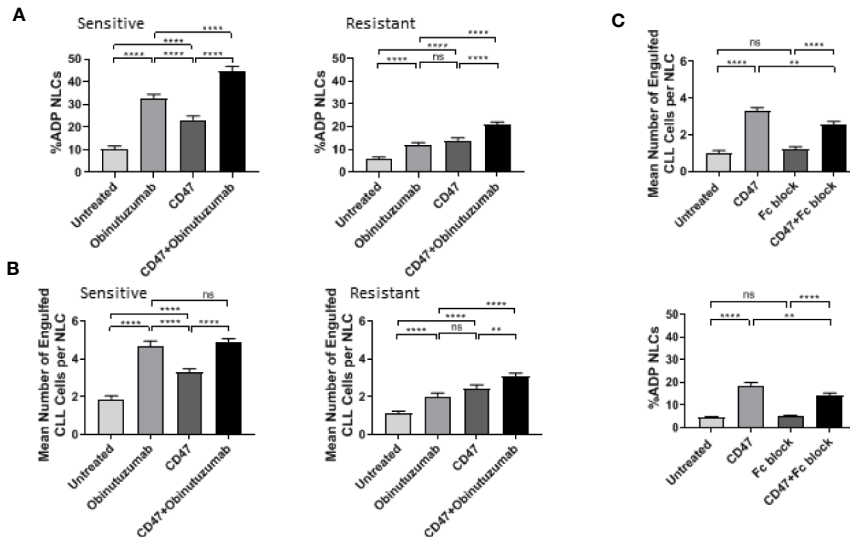 A
Sensitive
****
****
**** **** ****
%ADP NLCs
50
40
30
20
10
0
Untreated
Obinutuzumab
CD47
CD47+Obinutuzumab
Resistant
****
****
**** ns ****
%ADP NLCs
50
40
30
20
10
0
Untreated
Obinutuzumab
CD47
CD47+Obinutuzumab
C
ns ****
**** **
Mean Number of Engulfed
CLL Cells per NLC
6
4
2
0
Untreated
CD47
Fc block
CD47+Fc block
B
Sensitive
ns
****
**** **** ****
Mean Number of Engulfed
CLL Cells per NLC
6
4
2
0
Untreated
Obinutuzumab
CD47
CD47+Obinutuzumab
Resistant
****
****
**** ns **
Mean Number of Engulfed
CLL Cells per NLC
6
4
2
0
Untreated
Obinutuzumab
CD47
CD47+Obinutuzumab
ns ****
**** **
%ADP NLCs
50
40
30
20
10
0
Untreated
CD47
Fc block
CD47+Fc block